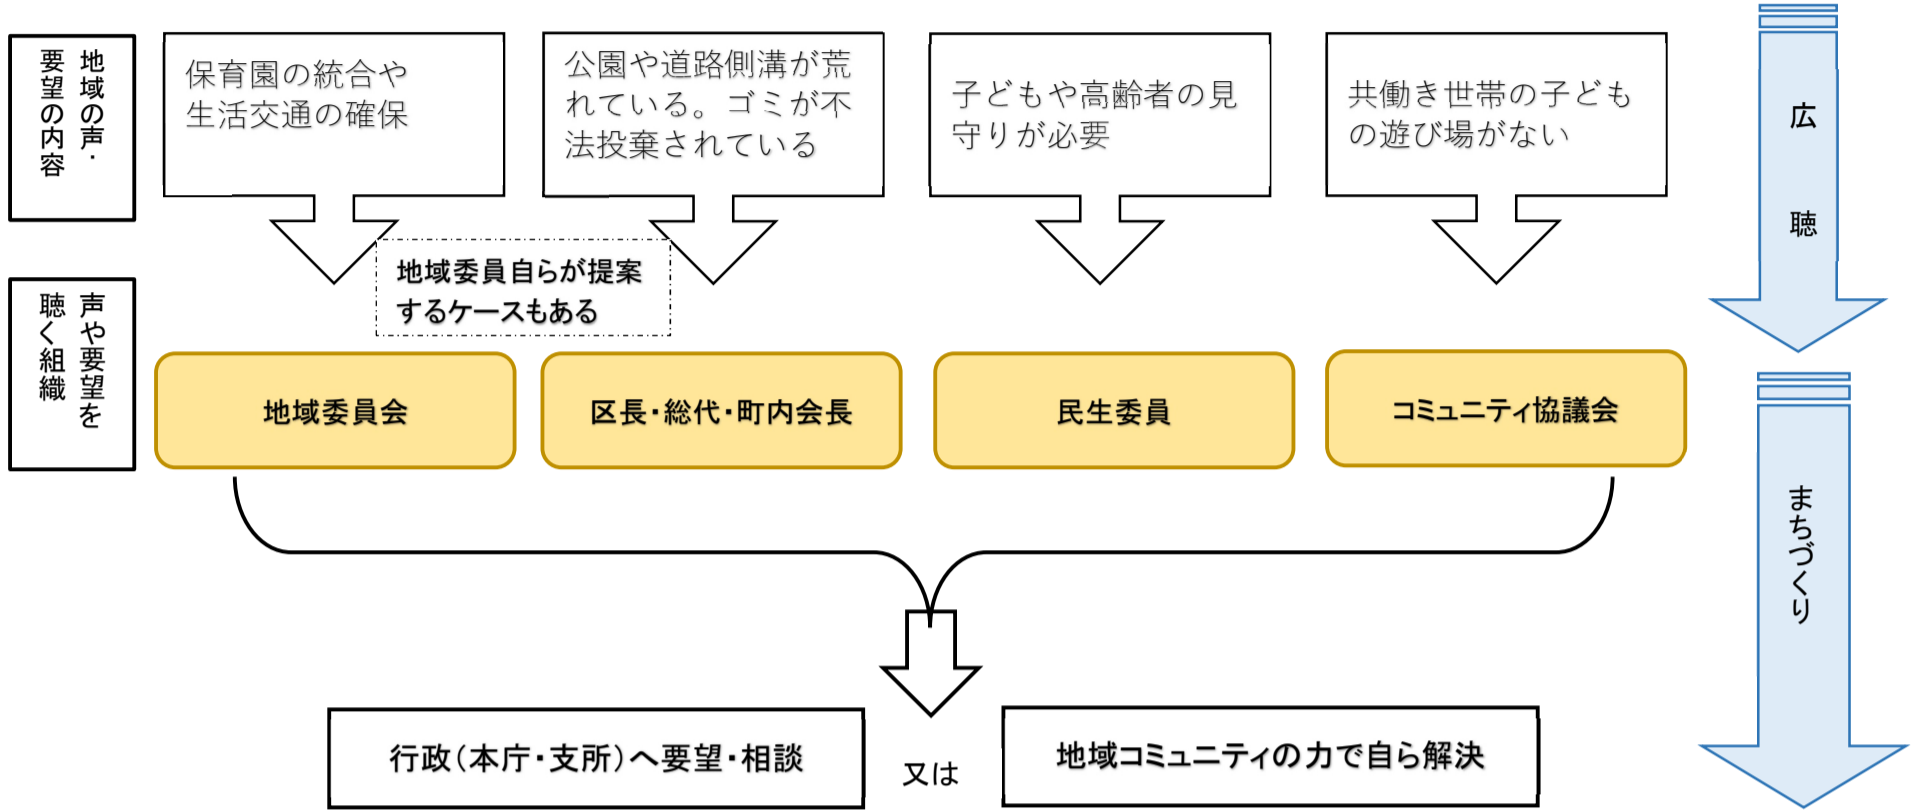 地域の声・
要望の内容
保育園の統合や
生活交通の確保
公園や道路側溝が荒
れている。ゴミが不
法投棄されている
子どもや高齢者の見
守りが必要
共働き世帯の子ども
の遊び場がない
広聴
地域委員自らが提案
するケースもある
声や要望を
聴く組織
地域委員会
区長・総代・町内会長
民生委員
コミュニティ協議会
まちづくり
行政(本庁・支所)へ要望・相談
又は
地域コミュニティの力で自ら解決